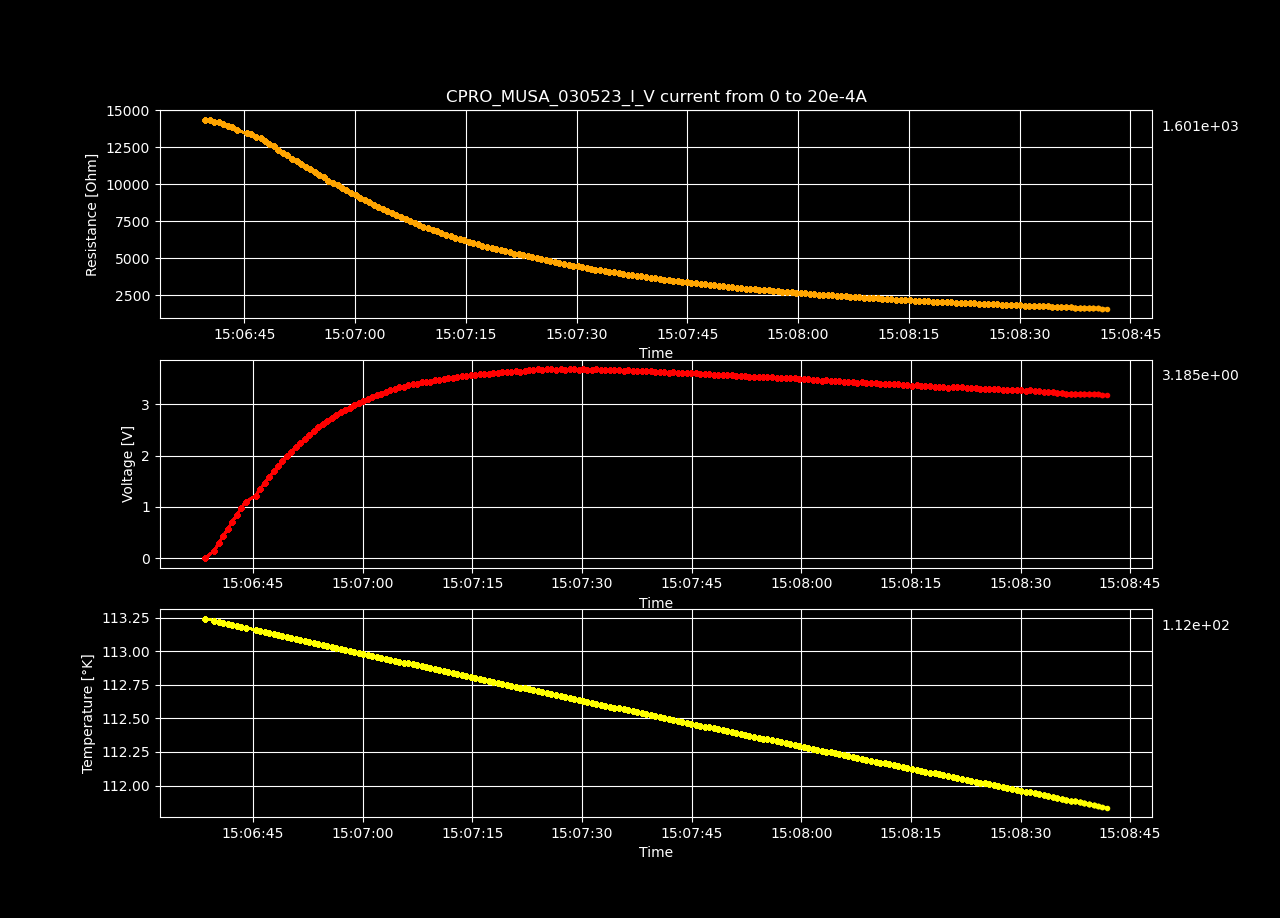 CPRO_MUSA_030523_I_V current from 0 to 20e-4A
15000
12500
10000
7500
5000
2500
Resistance [Ohm]
1.601e+03
15:06:45 15:07:00 15:07:15 15:07:30 15:07:45 15:08:00 15:08:15 15:08:30 15:08:45
Time
3
2
1
0
Voltage [V]
3.185e+00
15:06:45 15:07:00 15:07:15 15:07:30 15:07:45 15:08:00 15:08:15 15:08:30 15:08:45
Time
113.25
113.00
112.75
112.50
112.25
112.00
Temperature [°K]
1.12e+02
15:06:45 15:07:00 15:07:15 15:07:30 15:07:45 15:08:00 15:08:15 15:08:30 15:08:45
Time